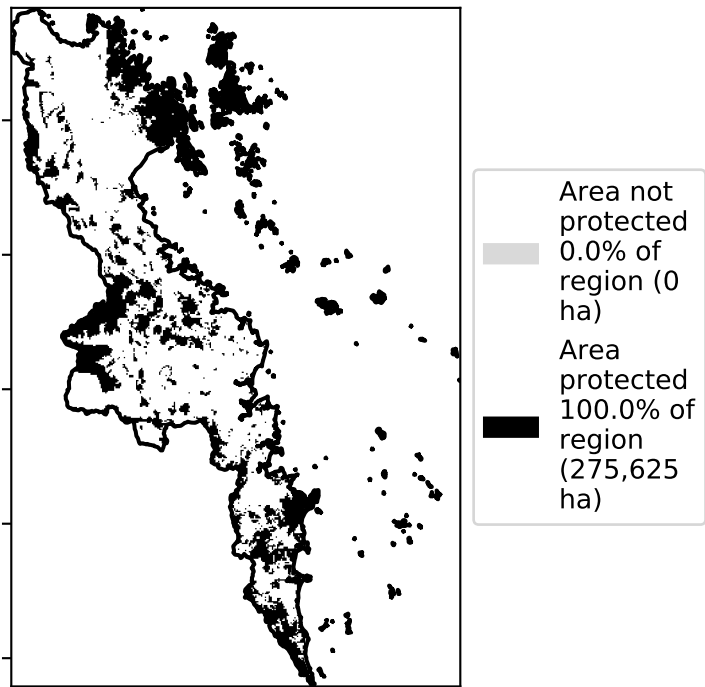 Area not
protected
0.0% of
region (0
ha)
Area
protected
100.0% of
region
(275,625
ha)